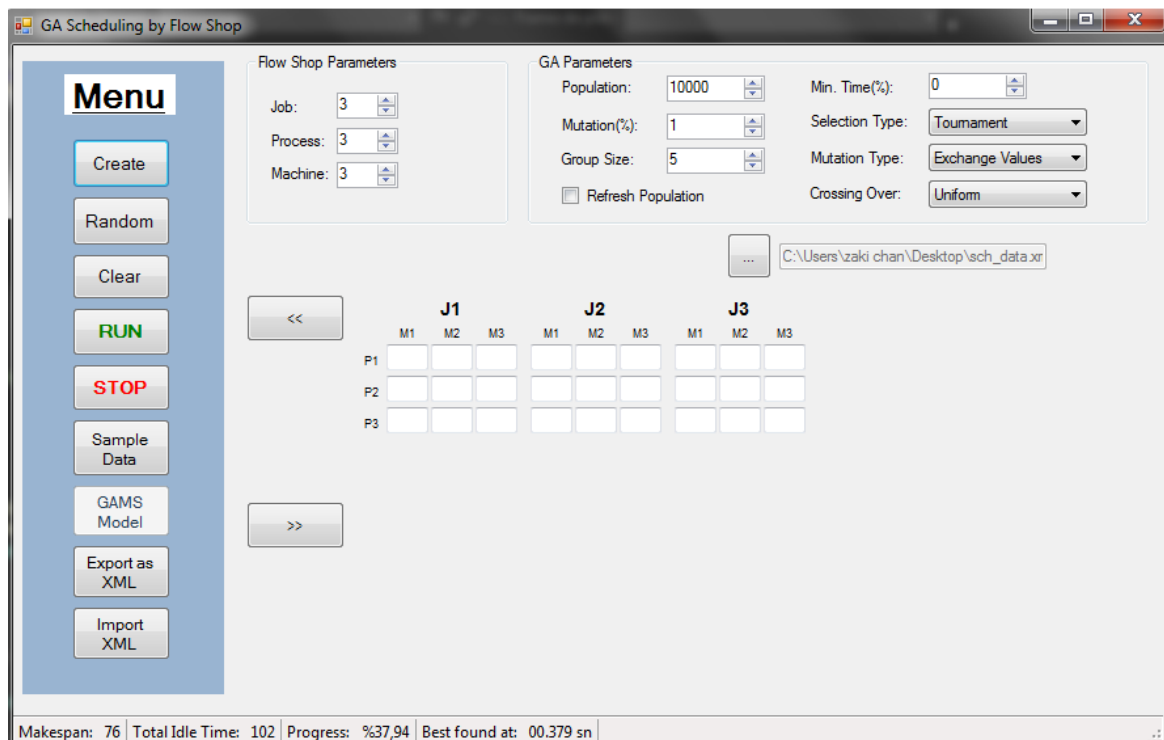 GA Scheduling by Flow Shop
Menu
Create
Random
Clear
RUN
STOP
Sample
Data
GAMS
Model
Export as
XML
Import
XML
Flow Shop Parameters
Job: 3
Process: 3
Machine: 3
GA Parameters
Population: 10000
Mutation(%): 1
Group Size: 5
Refresh Population
Min. Time(%): 0
Selection Type: Tournament
Mutation Type: Exchange Values
Crossing Over: Uniform
... C:\Users\zaki chan\Desktop\sch_data.xr
<<
J1 J2 J3
M1 M2 M3 M1 M2 M3 M1 M2 M3
P1
P2
P3
>>
Makespan: 76 Total Idle Time: 102 Progress: %37,94 Best found at: 00.379 sn